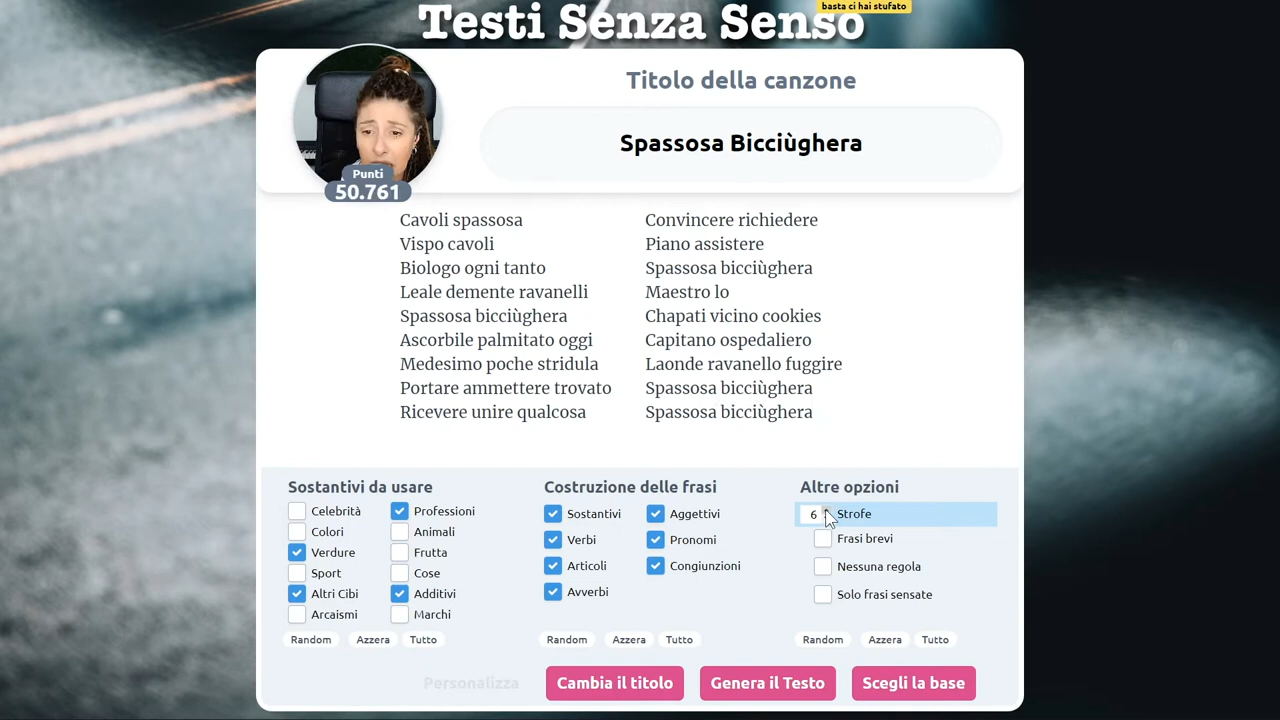 basta ci hai stufato
Testi Senza Senso
Titolo della canzone
Spassosa Bicciùghera
Punti
50.761
Cavoli spassosa
Vispo cavoli
Biologo ogni tanto
Leale demente ravanelli
Spassosa bicciùghera
Ascorbile palmitato oggi
Medesimo poche stridula
Portare ammettere trovato
Ricevere unire qualcosa
Convincere richiedere
Piano assistere
Spassosa bicciùghera
Maestro lo
Chapati vicino cookies
Capitano ospedaliero
Laonde ravanello fuggire
Spassosa bicciùghera
Spassosa bicciùghera
Sostantivi da usare
Celebrità
Professioni
Colori
Animali
Verdure
Frutta
Sport
Cose
Altri Cibi
Additivi
Arcaismi
Marchi
Random Azzera Tutto
Costruzione delle frasi
Sostantivi
Aggettivi
Verbi
Pronomi
Articoli
Congiunzioni
Avverbi
Random Azzera Tutto
Altre opzioni
6 Strofe
Frasi brevi
Nessuna regola
Solo frasi sensate
Random Azzera Tutto
Personalizza
Cambia il titolo
Genera il Testo
Scegli la base